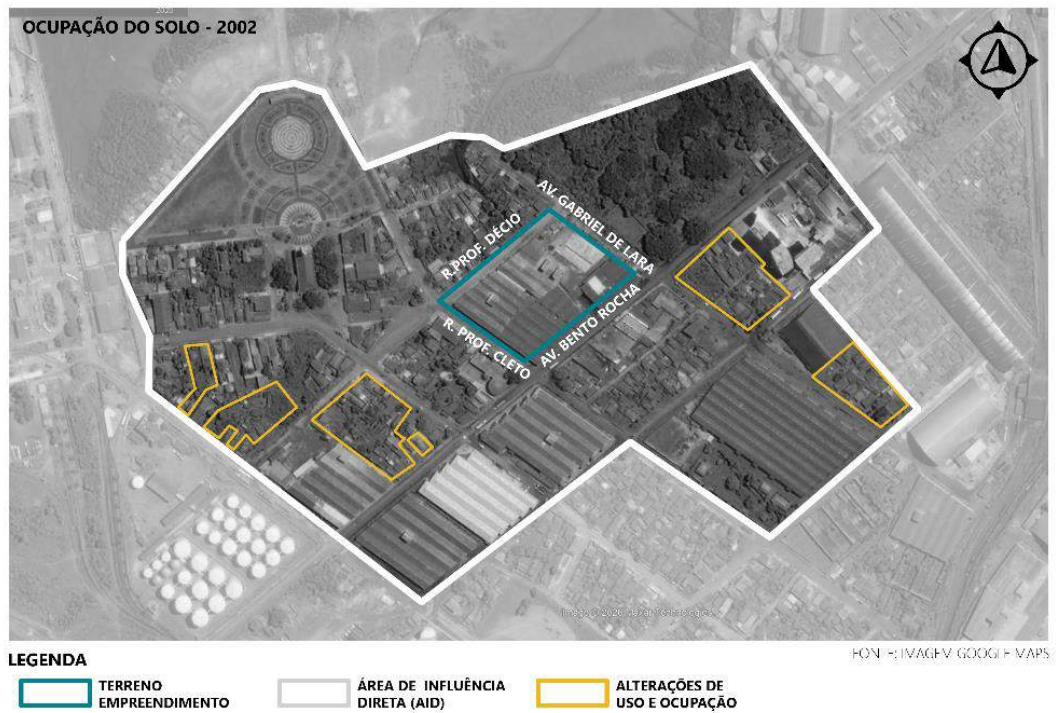 OCUPAÇÃO DO SOLO - 2002
AV. GABRIEL DE LARA
R.PROF. DÉCIO
R. PROF. CLETO
AV. BENTO ROCHA
FONTE: IMAGEM GOOGLE MAPS
LEGENDA
TERRENO
EMPREENDIMENTO
ÁREA DE INFLUÊNCIA
DIRETA (AID)
ALTERAÇÕES DE
USO E OCUPAÇÃO